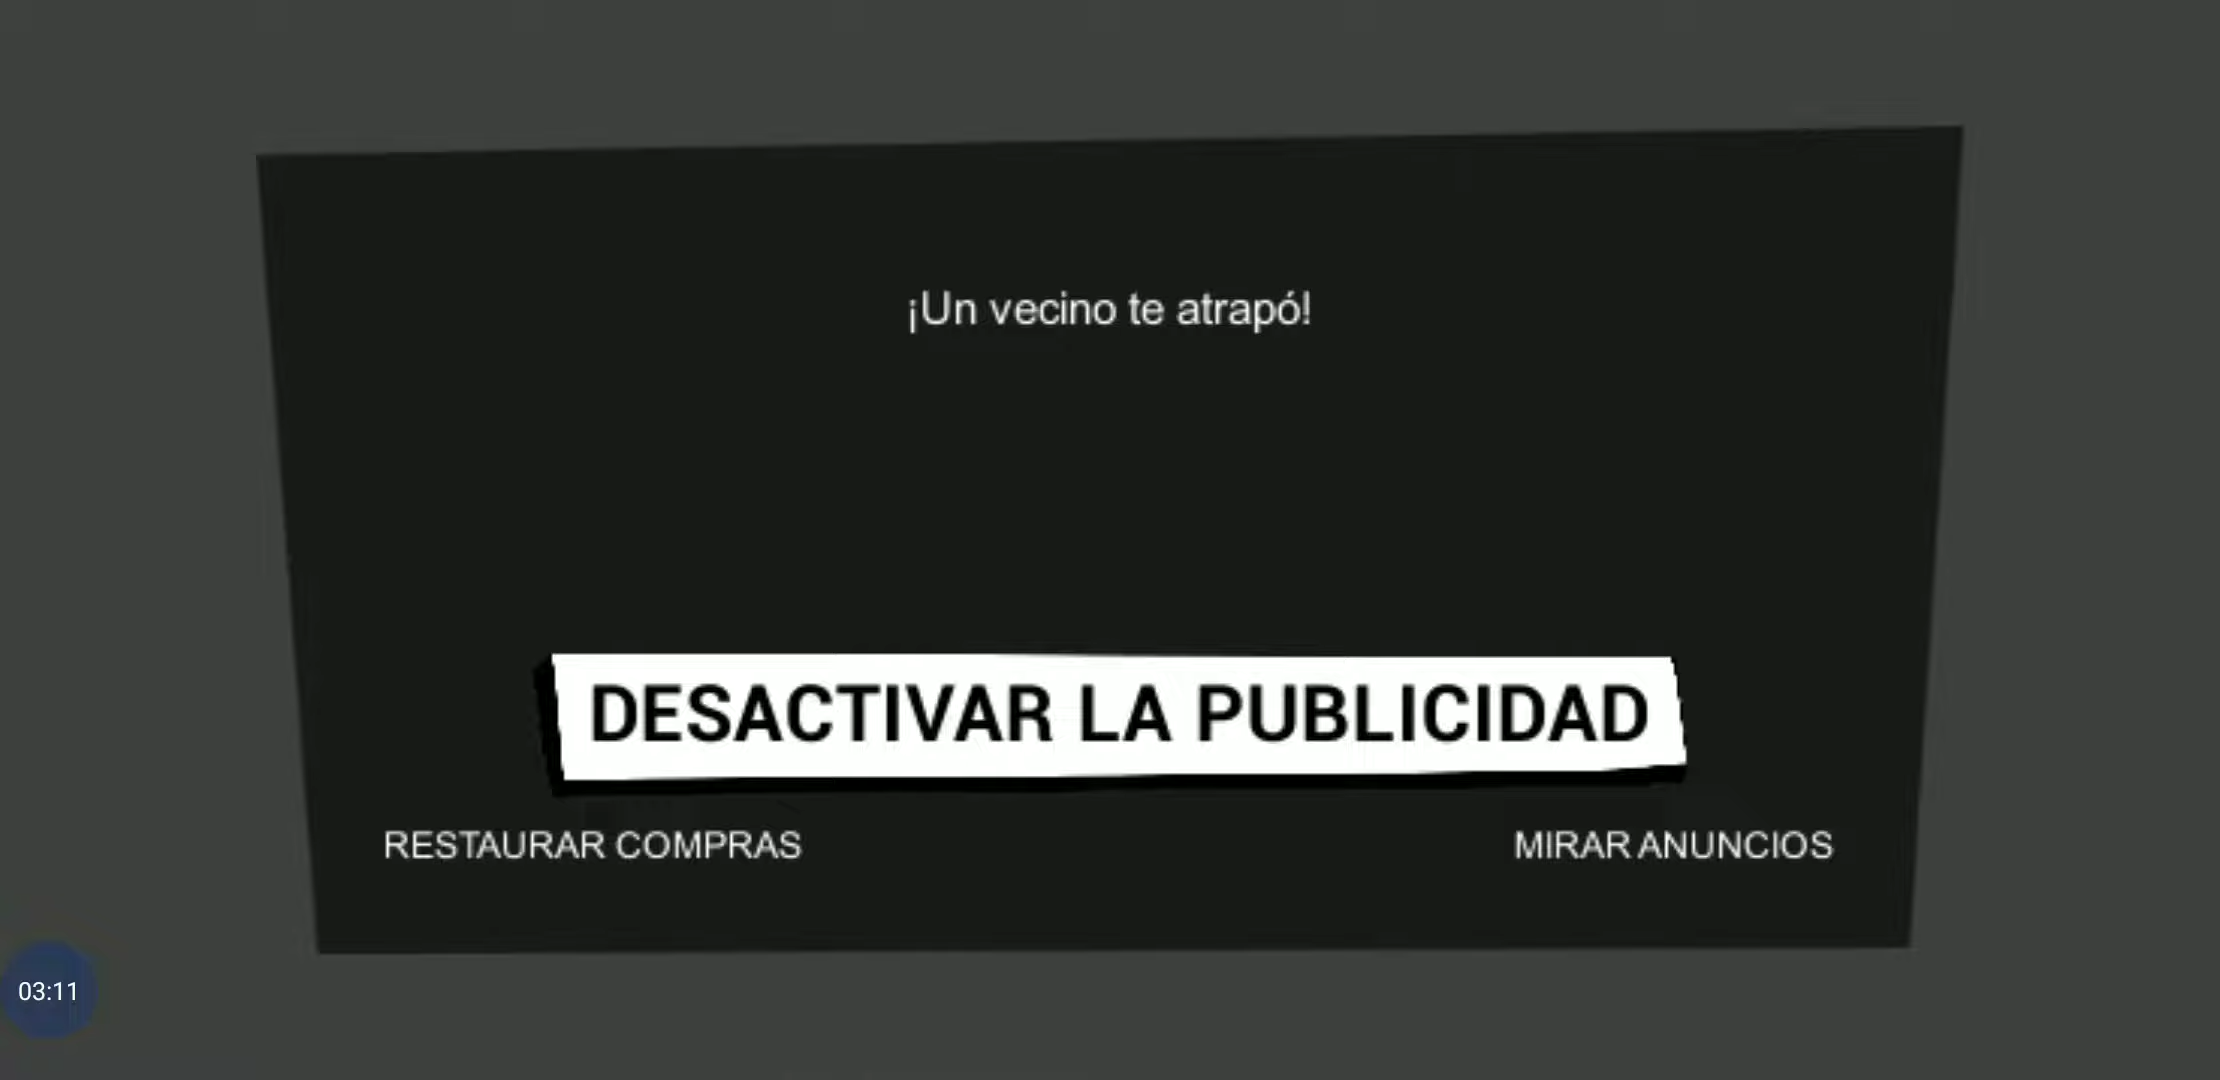 ¡Un vecino te atrapó!
DESACTIVAR LA PUBLICIDAD
RESTAURAR COMPRAS
MIRAR ANUNCIOS
03:11